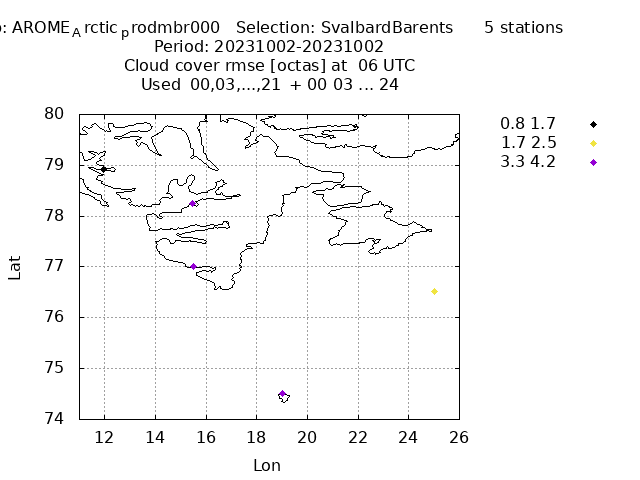 : AROME A rctic p rodmbr000 Selection: SvalbardBarents 5 stations
Period: 20231002-20231002
Cloud cover rmse [octas] at 06 UTC
Used 00,03,...,21 + 00 03 ... 24
0.8 1.7
1.7 2.5
3.3 4.2
80
79
78
77
76
75
74
Lat
12 14 16 18 20 22 24 26
Lon